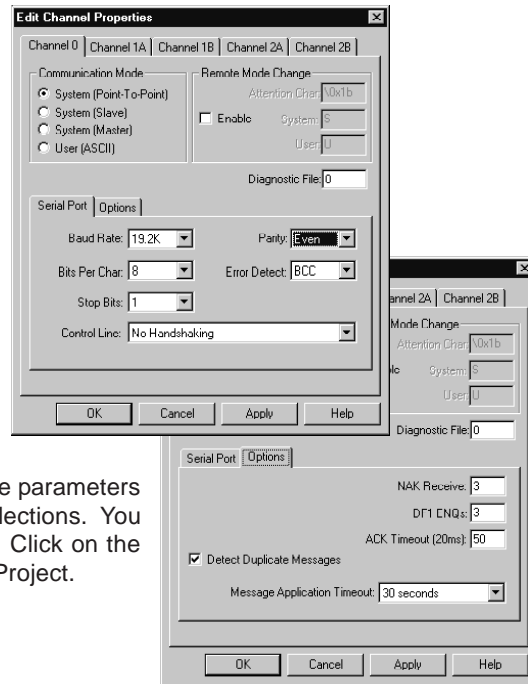 Edit Channel Properties
Channel 0 Channel 1A Channel 1B Channel 2A Channel 2B
Communication Mode
System (Point-To-Point)
System (Slave)
System (Master)
User (ASCII)
Remote Mode Change
Attention Char: \0x1b
Enable System: S
User: U
Diagnostic File: 0
Serial Port Options
Baud Rate: 19.2K Parity: Even
Bits Per Char: 8 Error Detect: BCC
Stop Bits: 1
Control Line: No Handshaking
OK Cancel Apply Help
annel 2A Channel 2B
Mode Change
Attention Char: \0x1b
le System: S
User: U
Diagnostic File: 0
Serial Port Options
NAK Receive: 3
DF1 ENQs: 3
ACK Timeout (20ms): 50
Detect Duplicate Messages
Message Application Timeout: 30 seconds
OK Cancel Apply Help
e parameters
lections. You
Click on the
Project.